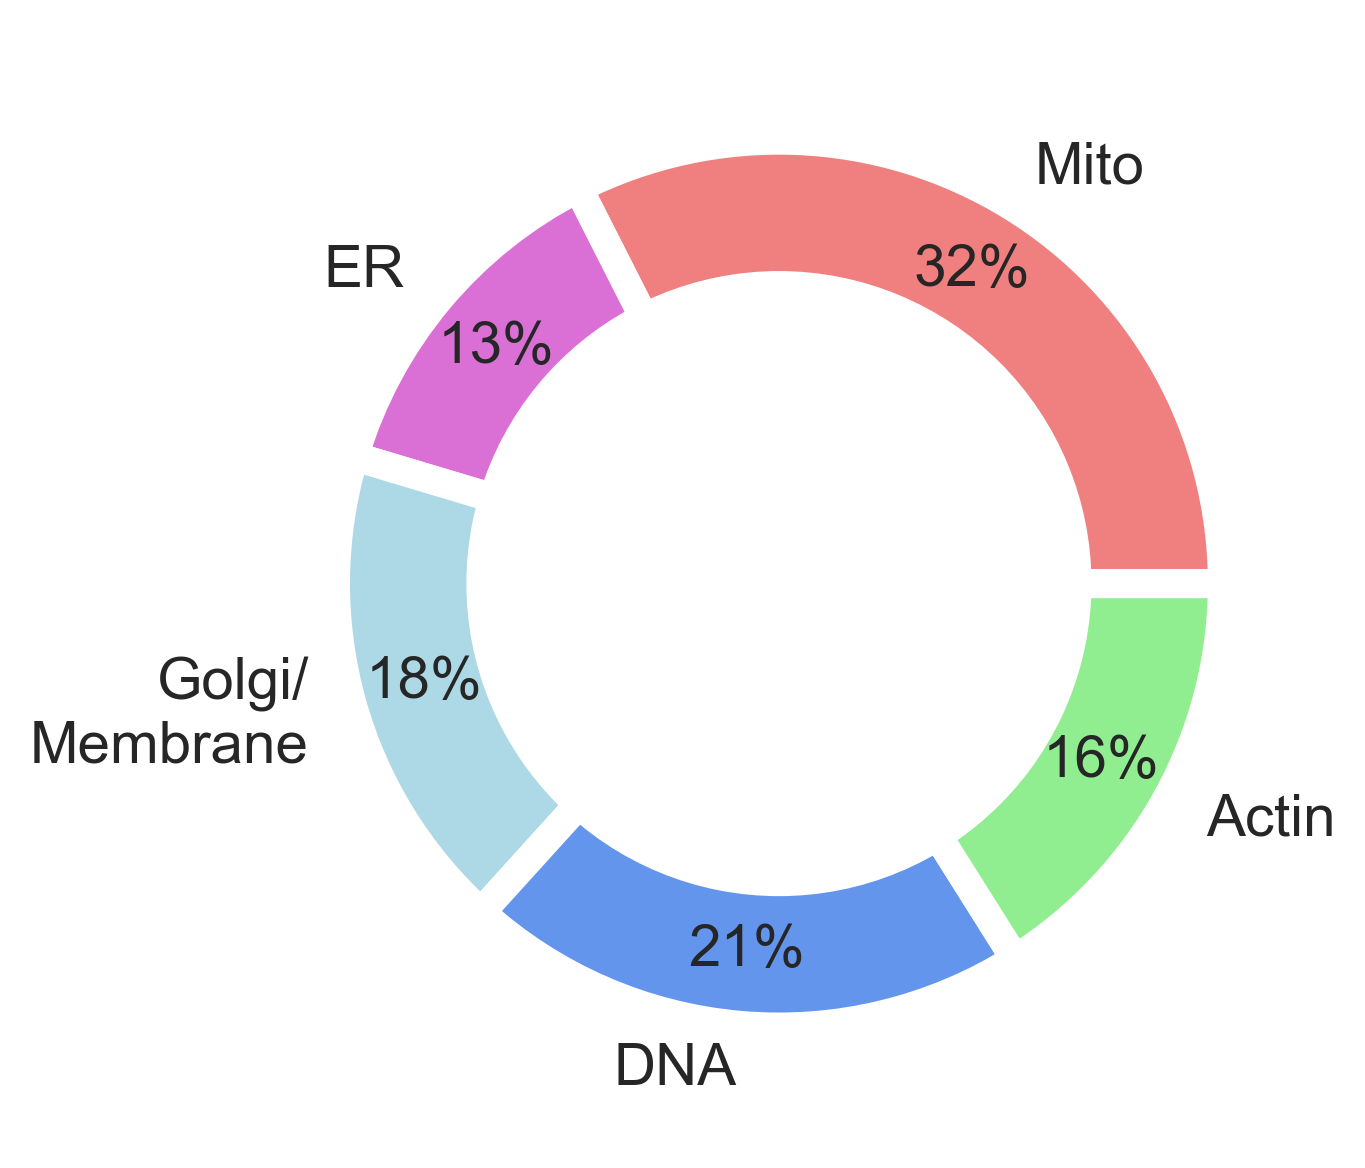 Mito
32%
ER
13%
Golgi/
Membrane
18%
16%
Actin
21%
DNA